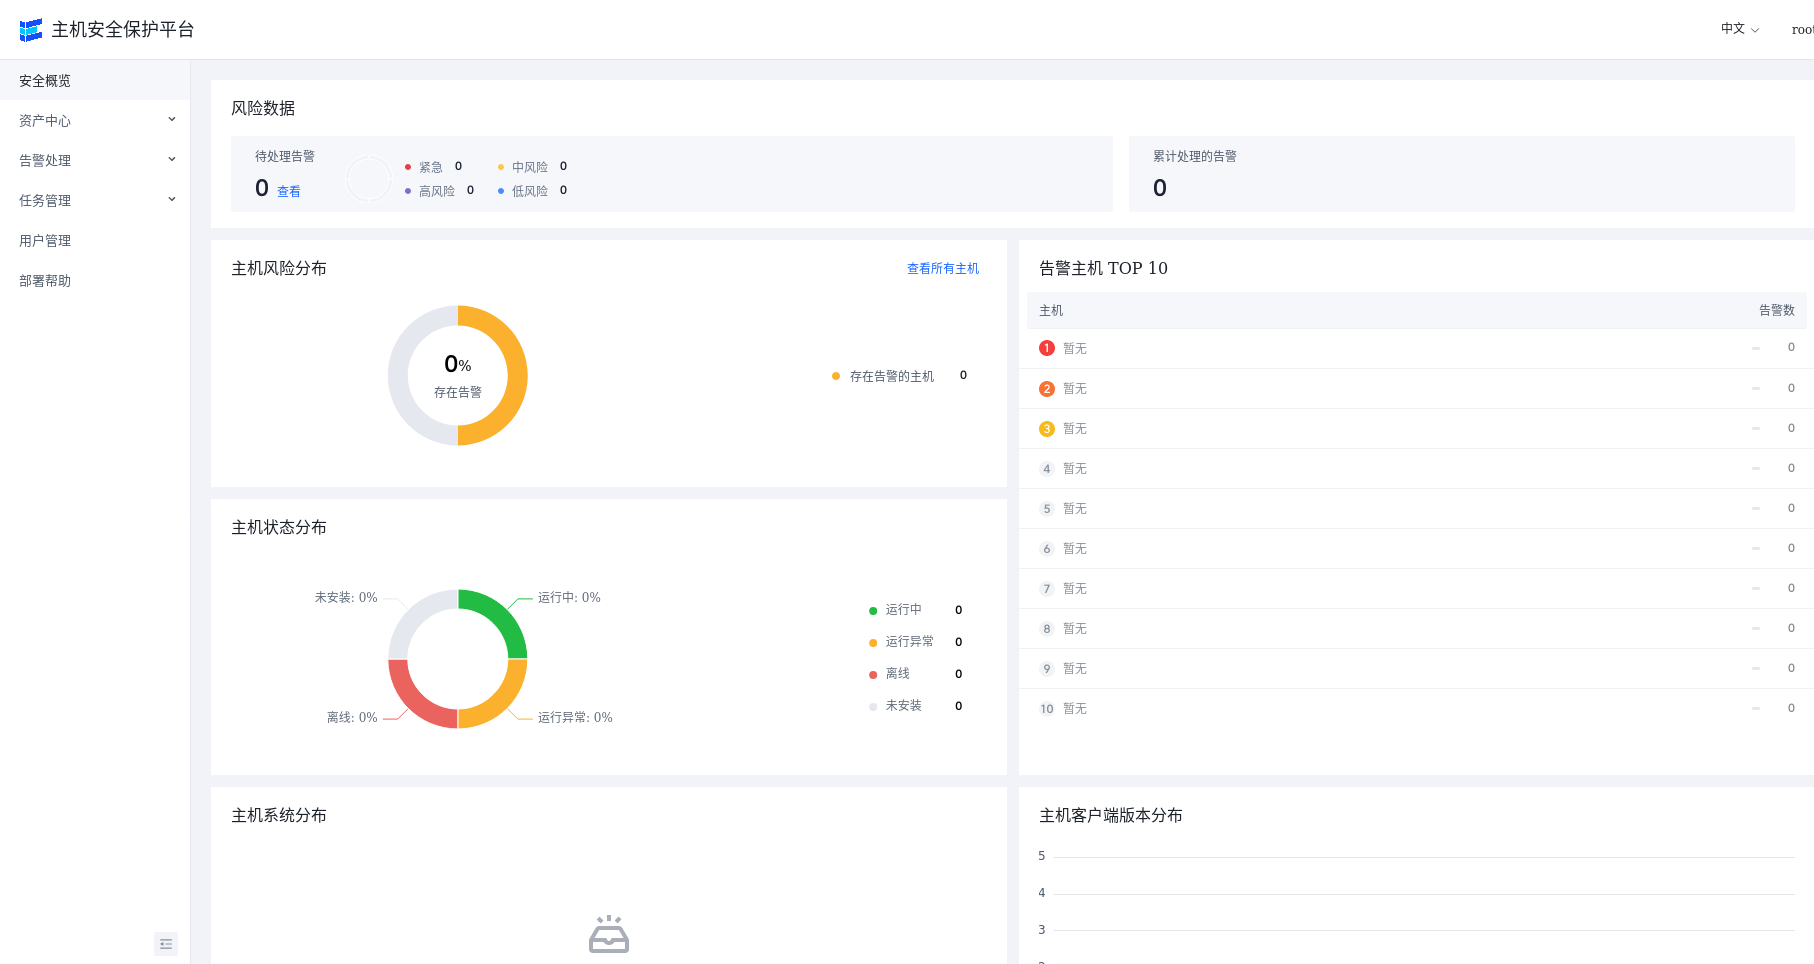 主机安全保护平台
中文
root
安全概览
资产中心
告警处理
任务管理
用户管理
部署帮助
风险数据
待处理告警
0 查看
紧急 0
中风险 0
高风险 0
低风险 0
累计处理的告警
0
主机风险分布
查看所有主机
0%
存在告警
存在告警的主机 0
告警主机 TOP 10
主机 告警数
1 暂无 0
2 暂无 0
3 暂无 0
4 暂无 0
5 暂无 0
6 暂无 0
7 暂无 0
8 暂无 0
9 暂无 0
10 暂无 0
主机状态分布
未安装: 0%
运行中: 0%
离线: 0%
运行异常: 0%
运行中 0
运行异常 0
离线 0
未安装 0
主机系统分布
主机客户端版本分布
5
4
3